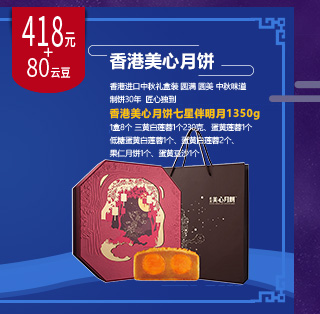 418元
+
80云豆
香港美心月饼
香港进口中秋礼盒装 圆满 圆美 中秋味道
制饼30年 匠心独到
香港美心月饼七星伴明月1350g
1盒8个 三黄白莲蓉1个230克、蛋黄莲蓉1个
低糖蛋黄白莲蓉1个、蛋黄白莲蓉2个、
果仁月饼1个、蛋黄豆沙1个
美心月餅